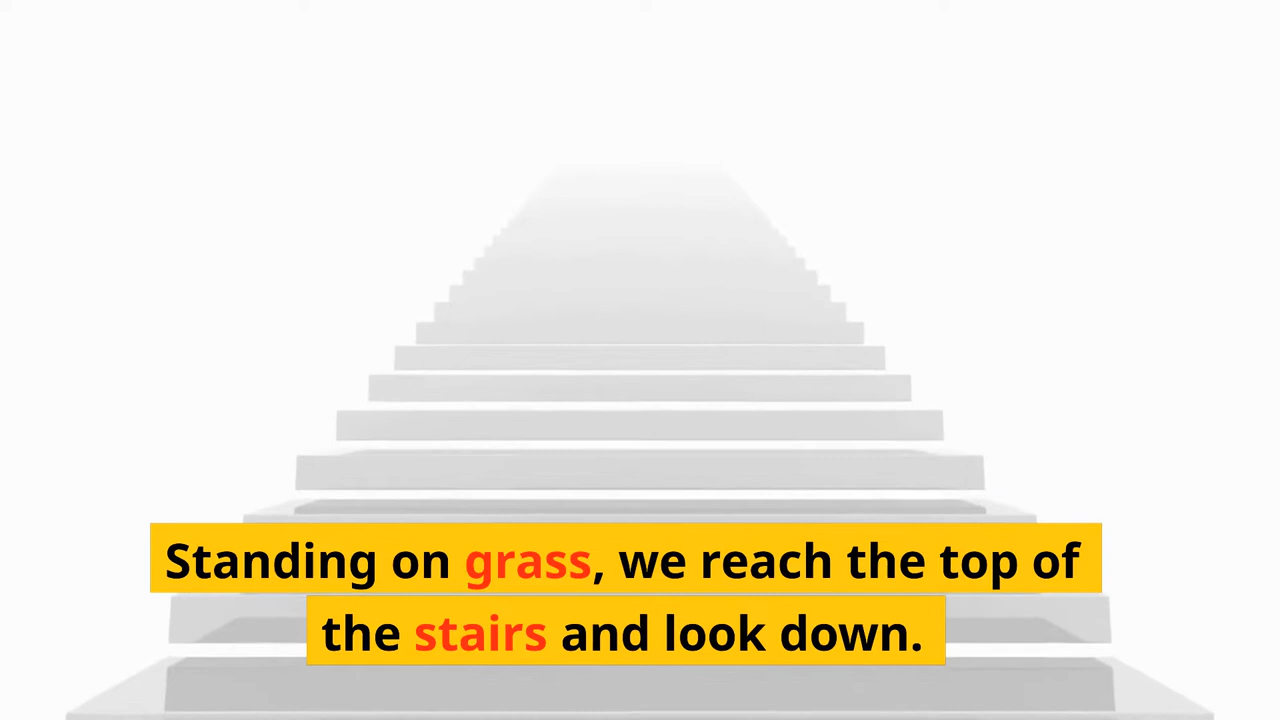 Standing on grass, we reach the top of
the stairs and look down.